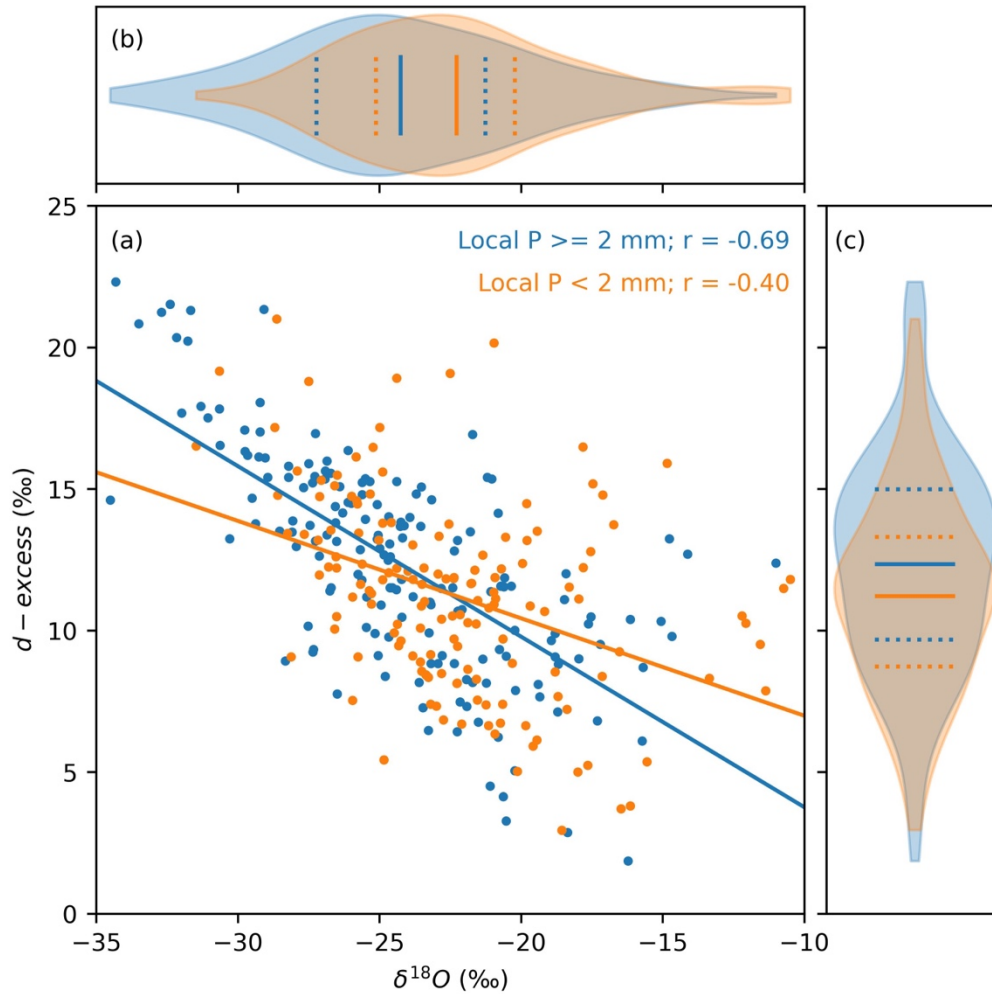 (b)
25
(a)
Local P >= 2 mm; r = -0.69
(c)
Local P < 2 mm; r = -0.40
20
15
d − excess (‰)
10
5
0
−35
−30
−25
−20
−15
−10
δ¹⁸O (‰)